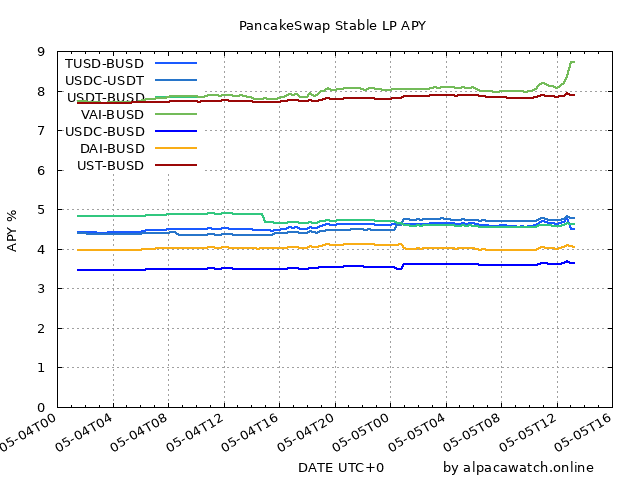 PancakeSwap Stable LP APY
TUSD-BUSD
USDC-USDT
USDT-BUSD
VAI-BUSD
USDC-BUSD
DAI-BUSD
UST-BUSD
APY %
9
8
7
6
5
4
3
2
1
0
05-04T00
05-04T04
05-04T08
05-04T12
05-04T16
05-04T20
05-05T00
05-05T04
05-05T08
05-05T12
05-05T16
DATE UTC+0
by alpacawatch.online